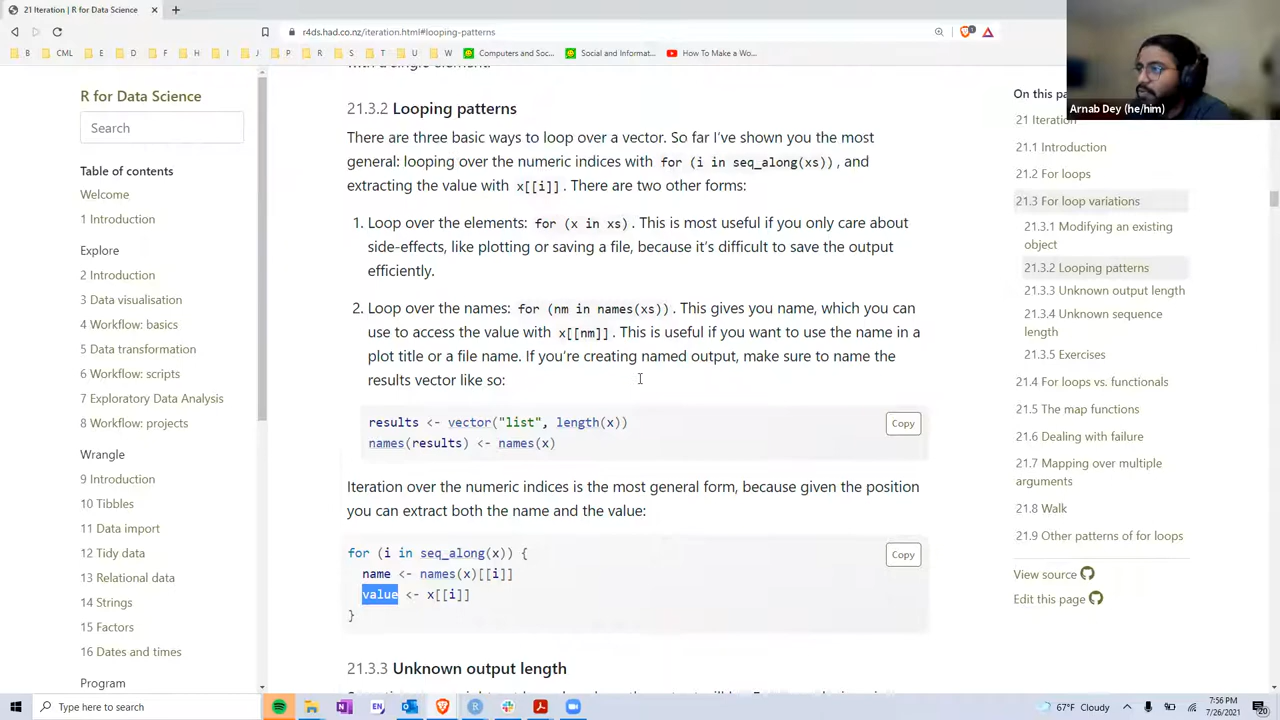 21 Iteration | R for Data Science
r4ds.had.co.nz/iteration.html#looping-patterns
B CML E D F H I J P R S T U W Computers and Soc... Social and Informat... How To Make a Wo...
Arnab Dey (he/him)
R for Data Science
Search
Table of contents
Welcome
1 Introduction
Explore
2 Introduction
3 Data visualisation
4 Workflow: basics
5 Data transformation
6 Workflow: scripts
7 Exploratory Data Analysis
8 Workflow: projects
Wrangle
9 Introduction
10 Tibbles
11 Data import
12 Tidy data
13 Relational data
14 Strings
15 Factors
16 Dates and times
Program
21.3.2 Looping patterns
There are three basic ways to loop over a vector. So far I've shown you the most
general: looping over the numeric indices with for (i in seq_along(xs)), and
extracting the value with x[[i]]. There are two other forms:
1. Loop over the elements: for (x in xs). This is most useful if you only care about
side-effects, like plotting or saving a file, because it's difficult to save the output
efficiently.
2. Loop over the names: for (nm in names(xs)). This gives you name, which you can
use to access the value with x[[nm]]. This is useful if you want to use the name in a
plot title or a file name. If you're creating named output, make sure to name the
results vector like so:
results <- vector("list", length(x))
names(results) <- names(x)
Copy
Iteration over the numeric indices is the most general form, because given the position
you can extract both the name and the value:
for (i in seq_along(x)) {
name <- names(x)[[i]]
value <- x[[i]]
}
Copy
21.3.3 Unknown output length
On this pa
21 Iteration
21.1 Introduction
21.2 For loops
21.3 For loop variations
21.3.1 Modifying an existing
object
21.3.2 Looping patterns
21.3.3 Unknown output length
21.3.4 Unknown sequence
length
21.3.5 Exercises
21.4 For loops vs. functionals
21.5 The map functions
21.6 Dealing with failure
21.7 Mapping over multiple
arguments
21.8 Walk
21.9 Other patterns of for loops
View source
Edit this page
Type here to search
67°F Cloudy
7:56 PM
7/26/2021
20